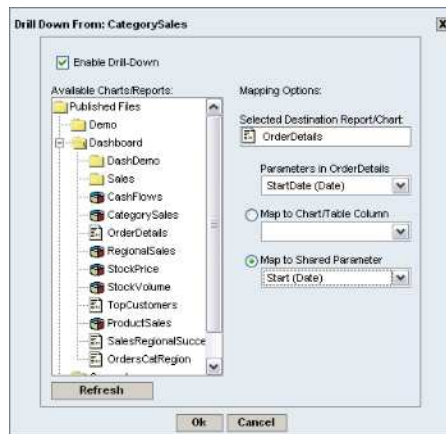 Drill Down From: CategorySales
X
Enable Drill-Down
Available Charts/Reports:
Published Files
Demo
Dashboard
DashDemo
Sales
CashFlows
CategorySales
OrderDetails
RegionalSales
StockPrice
StockVolume
TopCustomers
ProductSales
SalesRegionalSucce
OrdersCatRegion
Refresh
Mapping Options:
Selected Destination Report/Chart:
OrderDetails
Parameters in OrderDetails
StartDate (Date)
Map to Chart/Table Column
Map to Shared Parameter
Start (Date)
Ok
Cancel